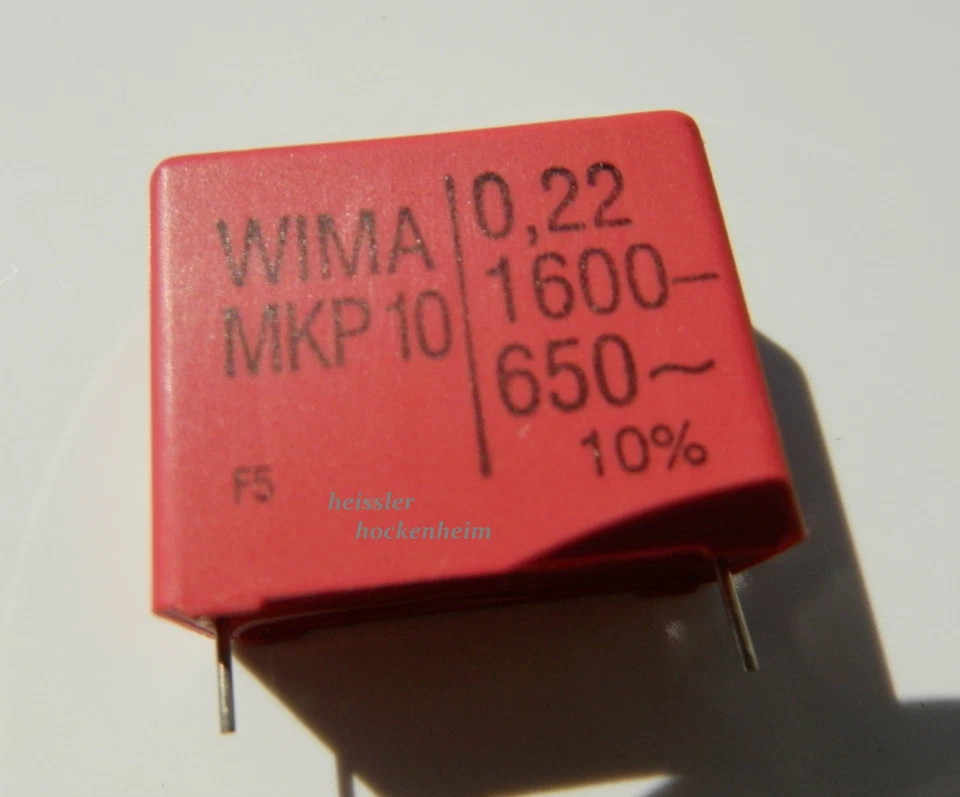 WIMA
MKP 10
0,22
1600–
650~
10%
F5
heissler
hockenheim